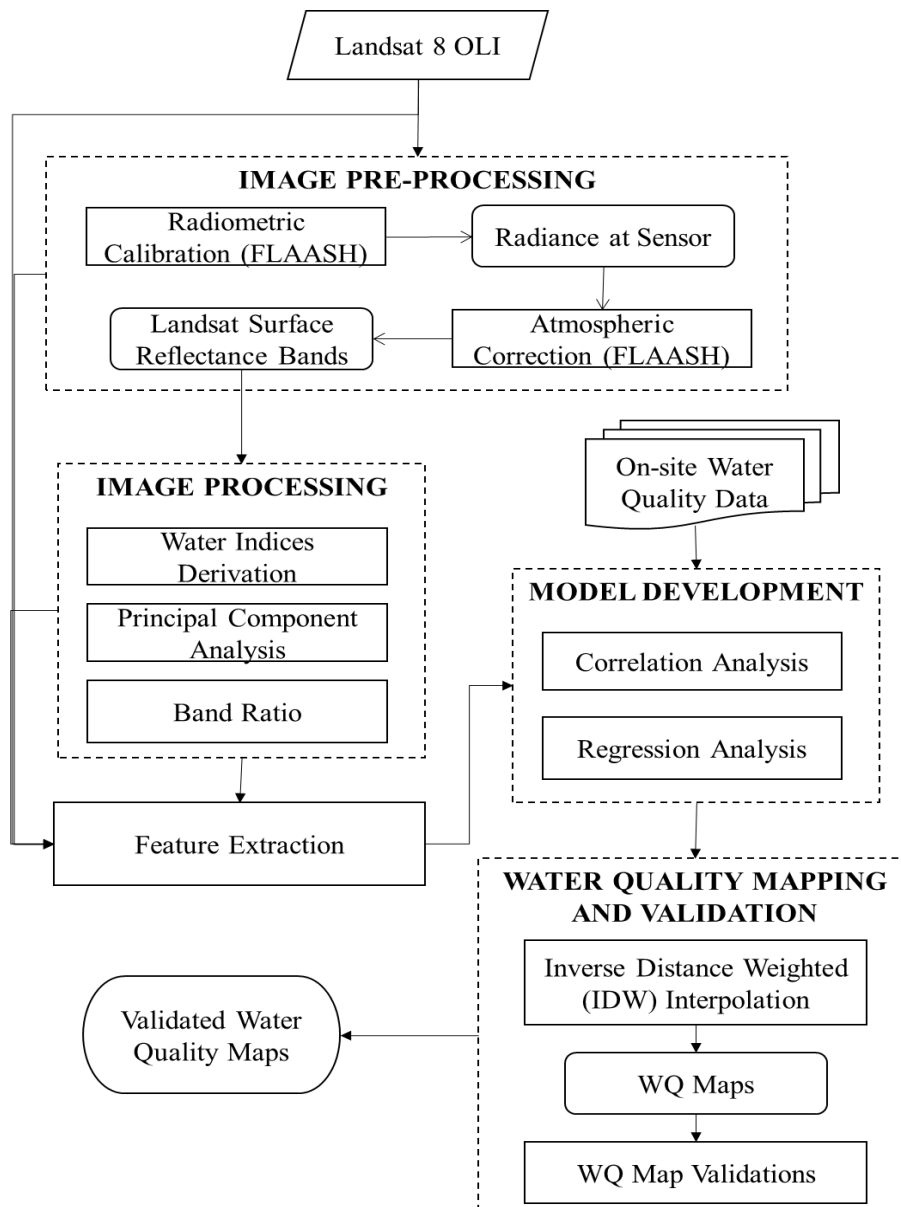 Landsat 8 OLI
IMAGE PRE-PROCESSING
Radiometric
Calibration (FLAASH)
Radiance at Sensor
Landsat Surface
Reflectance Bands
Atmospheric
Correction (FLAASH)
IMAGE PROCESSING
Water Indices
Derivation
Principal Component
Analysis
Band Ratio
Feature Extraction
On-site Water
Quality Data
MODEL DEVELOPMENT
Correlation Analysis
Regression Analysis
WATER QUALITY MAPPING
AND VALIDATION
Inverse Distance Weighted
(IDW) Interpolation
WQ Maps
WQ Map Validations
Validated Water
Quality Maps